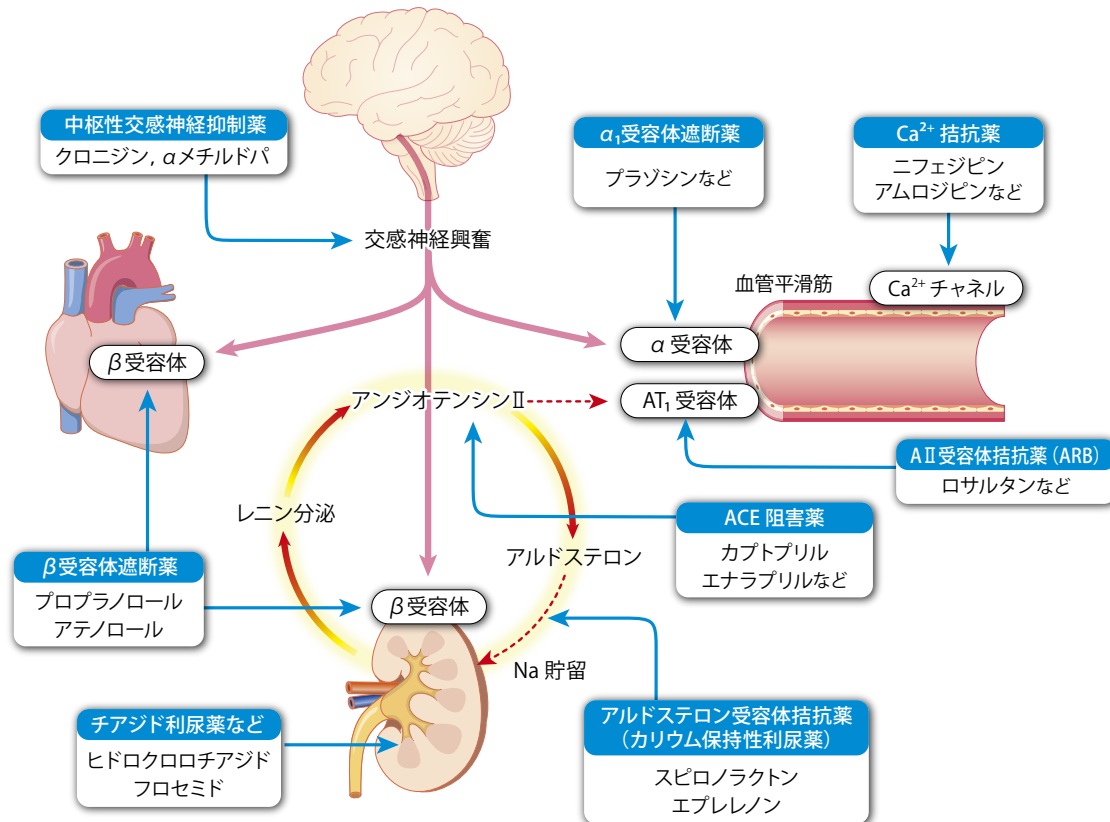 中枢性交感神経抑制薬
クロニジン, αメチルドパ
α₁受容体遮断薬
プラゾシンなど
Ca²⁺ 拮抗薬
ニフェジピン
アムロジピンなど
交感神経興奮
血管平滑筋
Ca²⁺ チャネル
β受容体
α 受容体
アンジオテンシンⅡ
AT₁ 受容体
AⅡ受容体拮抗薬 (ARB)
ロサルタンなど
レニン分泌
ACE 阻害薬
カプトプリル
エナラプリルなど
アルドステロン
β受容体遮断薬
プロプラノロール
アテノロール
β受容体
Na 貯留
チアジド利尿薬など
ヒドロクロロチアジド
フロセミド
アルドステロン受容体拮抗薬
(カリウム保持性利尿薬)
スピロノラクトン
エプレレノン